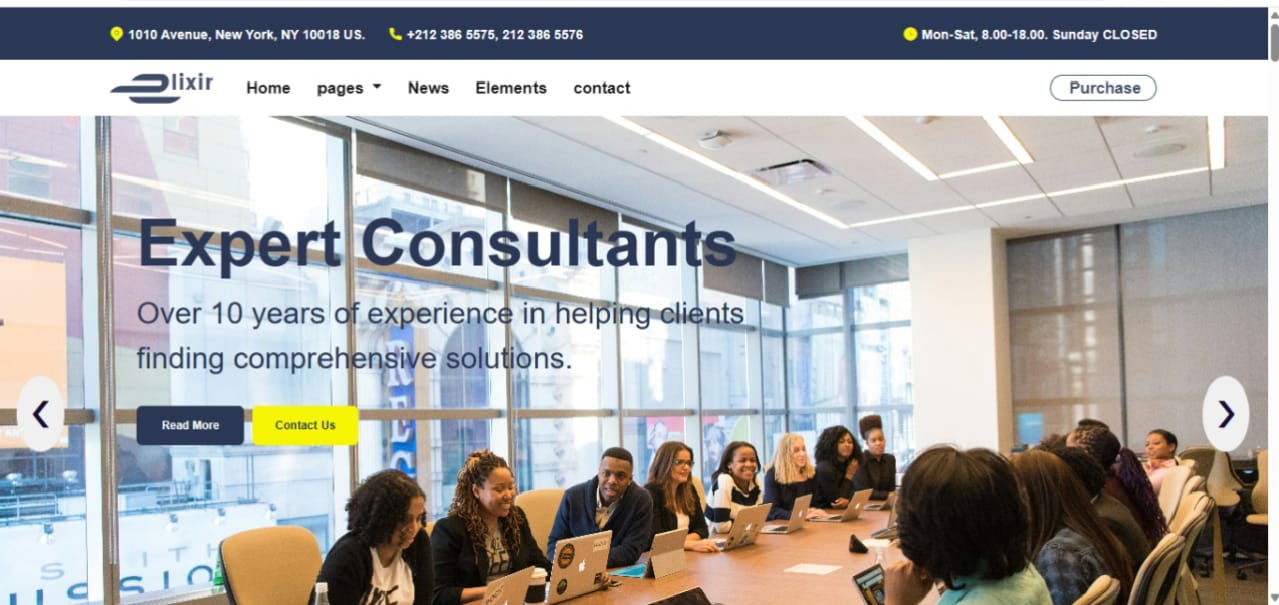 1010 Avenue, New York, NY 10018 US. +212 386 5575, 212 386 5576 Mon-Sat, 8.00-18.00. Sunday CLOSED
lixir Home pages News Elements contact Purchase
Expert Consultants
Over 10 years of experience in helping clients
finding comprehensive solutions.
Read More Contact Us